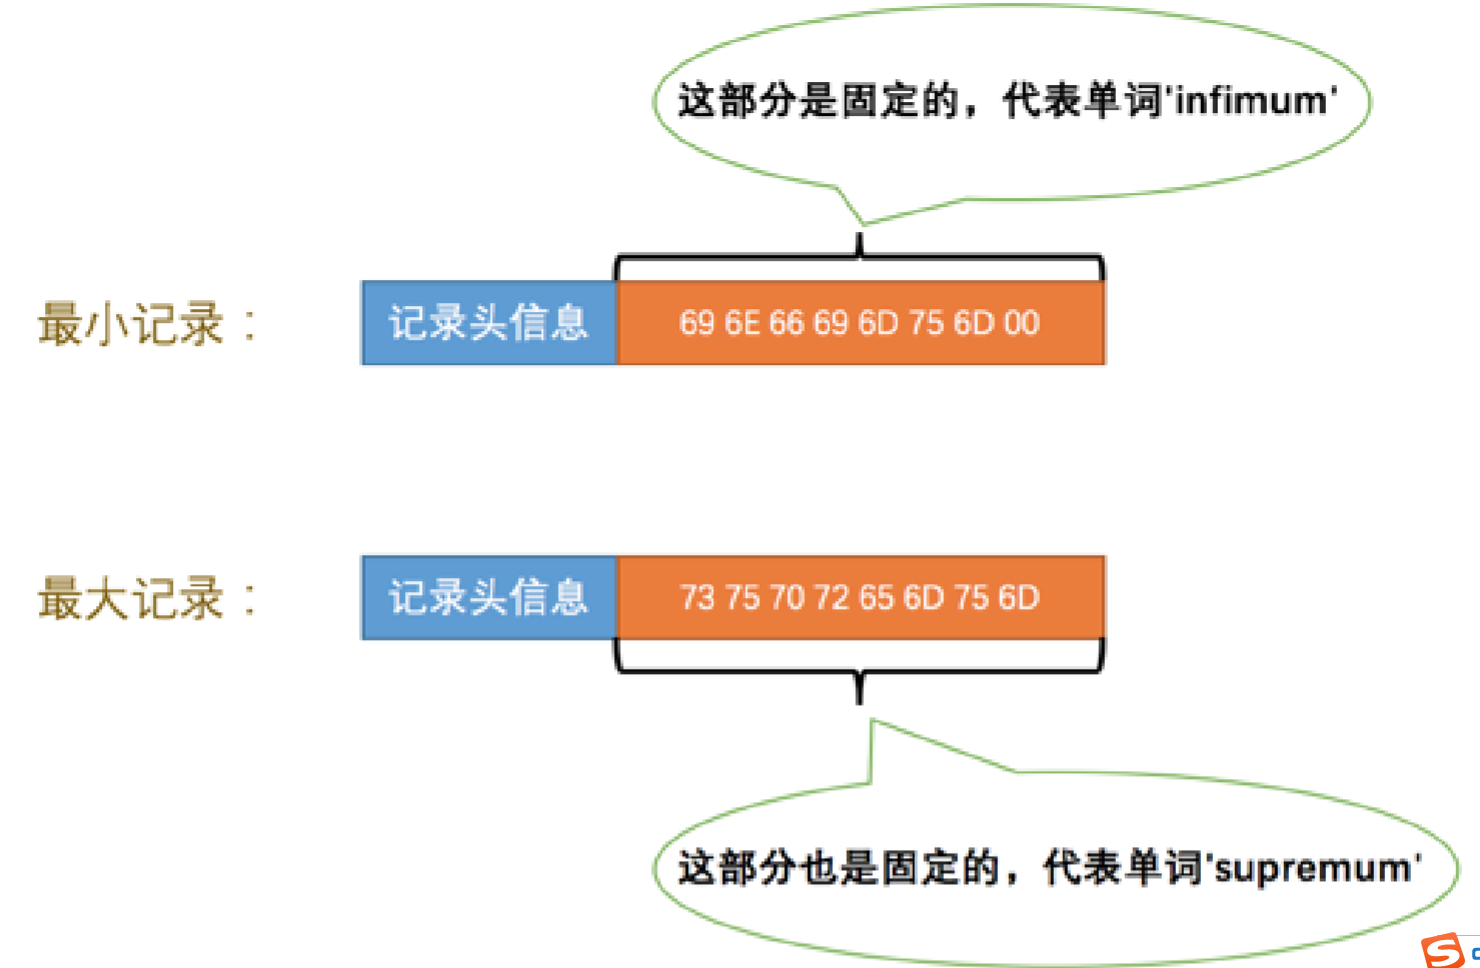 这部分是固定的，代表单词'infimum'
最小记录：
记录头信息
69 6E 66 69 6D 75 6D 00
最大记录：
记录头信息
73 75 70 72 65 6D 75 6D
这部分也是固定的，代表单词'supremum'